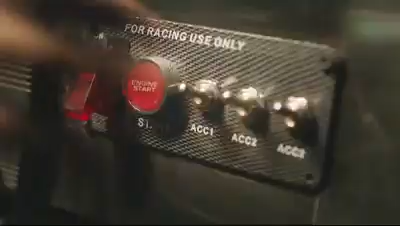 FOR RACING USE ONLY
ENGINE
START
ACC1
ACC2
ACC3